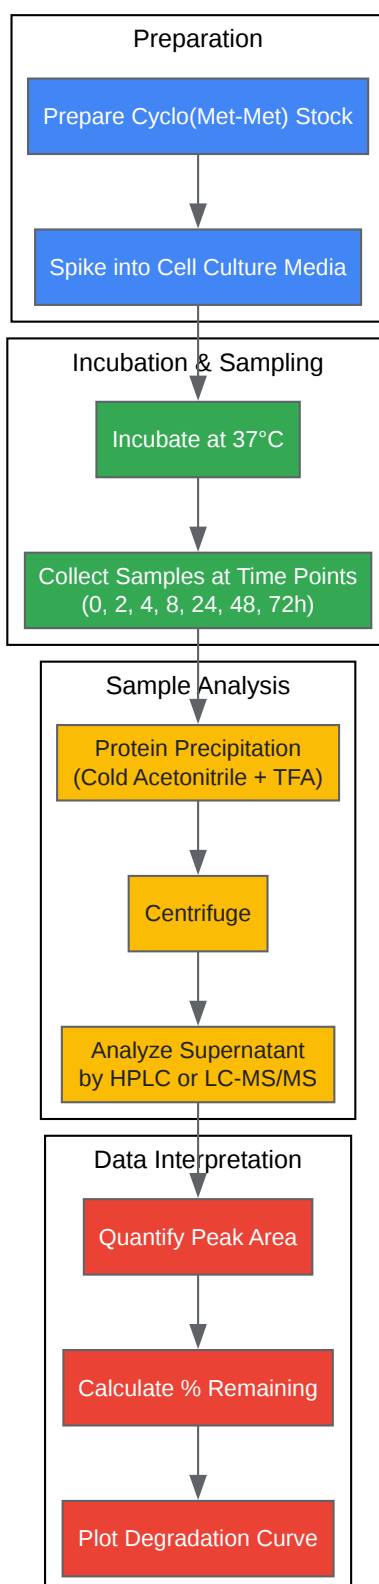 Preparation
Prepare Cyclo(Met-Met) Stock
Spike into Cell Culture Media
Incubation & Sampling
Incubate at 37°C
Collect Samples at Time Points
(0, 2, 4, 8, 24, 48, 72h)
Sample Analysis
Protein Precipitation
(Cold Acetonitrile + TFA)
Centrifuge
Analyze Supernatant
by HPLC or LC-MS/MS
Data Interpretation
Quantify Peak Area
Calculate % Remaining
Plot Degradation Curve